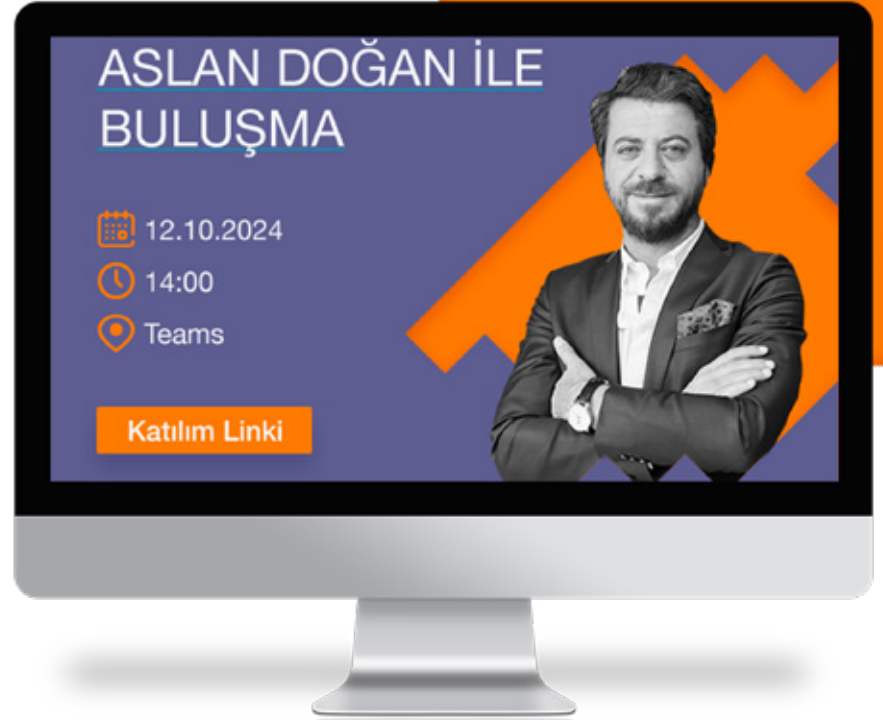 ASLAN DOĞAN İLE
BULUŞMA
12.10.2024
14:00
Teams
Katılım Linki